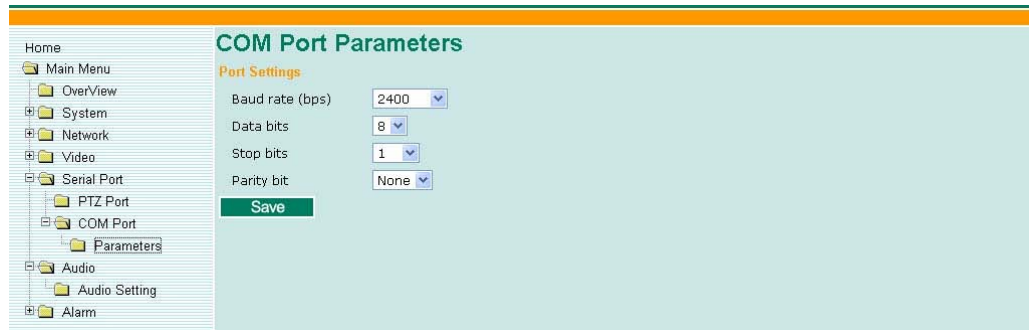 Home
Main Menu
OverView
System
Network
Video
Serial Port
PTZ Port
COM Port
Parameters
Audio
Audio Setting
Alarm
COM Port Parameters
Port Settings
Baud rate (bps) 2400
Data bits 8
Stop bits 1
Parity bit None
Save